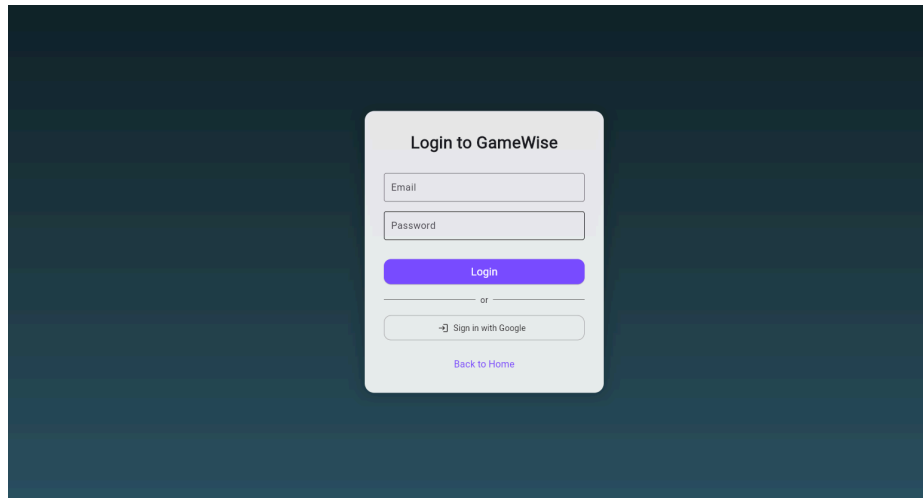 Login to GameWise
Email
Password
Login
or
Sign in with Google
Back to Home